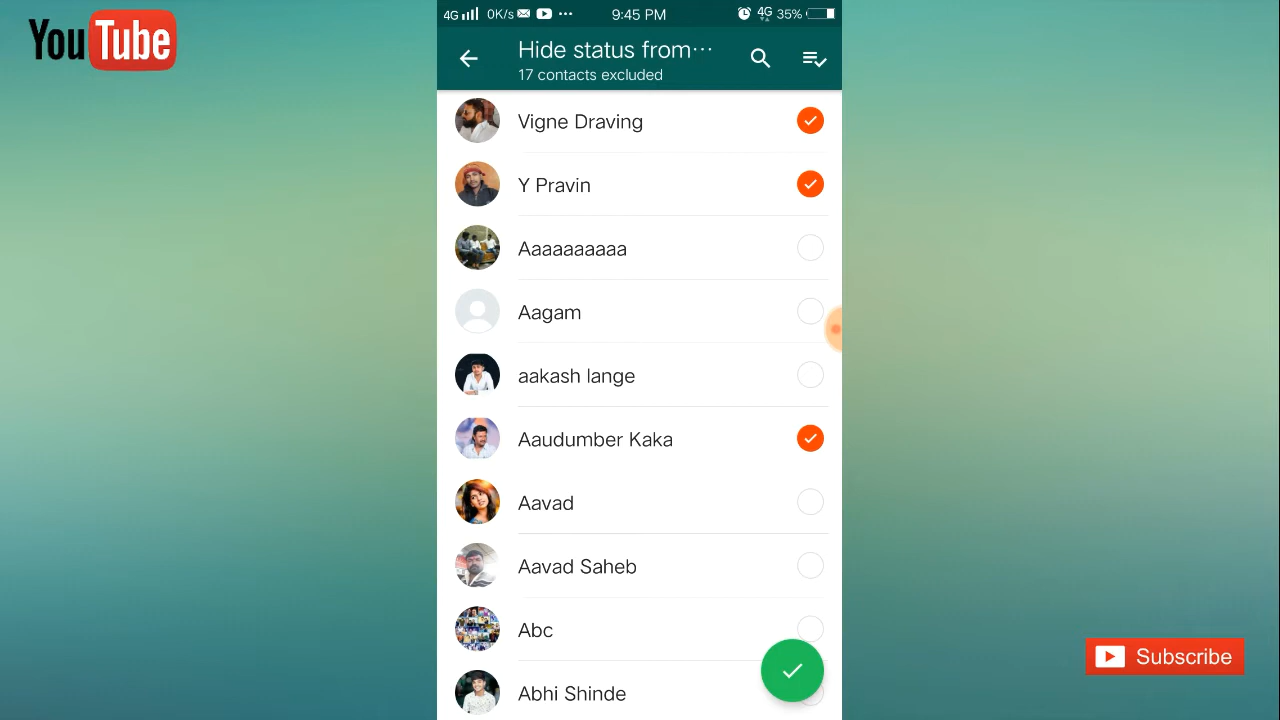 YouTube
4G 0K/s 9:45 PM 4G 35%
Hide status from...
17 contacts excluded
Vigne Draving
Y Pravin
Aaaaaaaaaa
Aagam
aakash lange
Aaudumber Kaka
Aavad
Aavad Saheb
Abc
Abhi Shinde
Subscribe